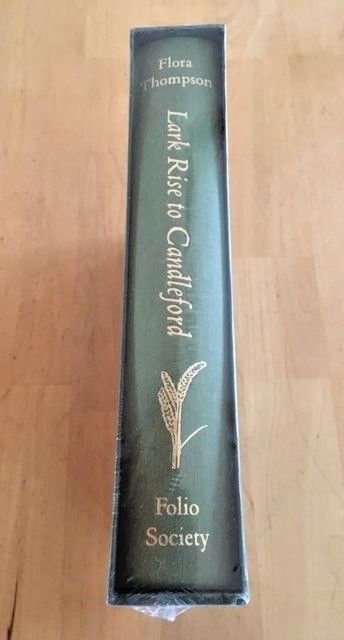 Flora
Thompson
Lark Rise to Candleford
Folio
Society